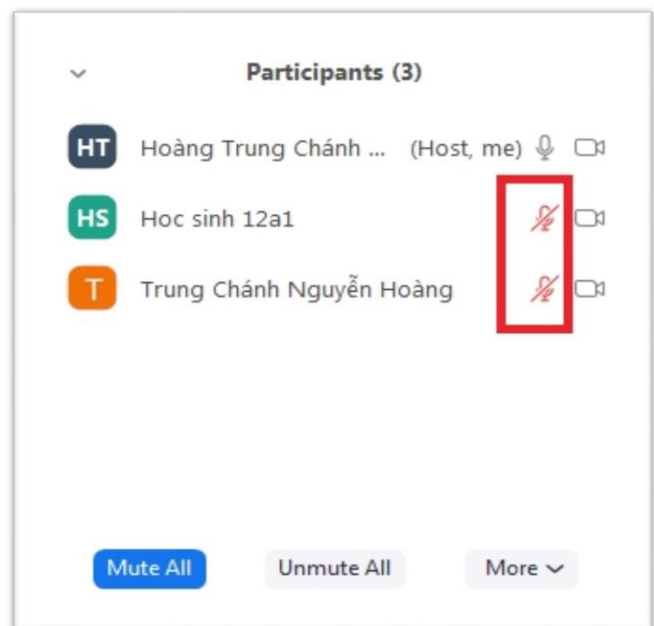 Participants (3)
HT Hoàng Trung Chánh ... (Host, me)
HS Hoc sinh 12a1
T Trung Chánh Nguyễn Hoàng
Mute All Unmute All More